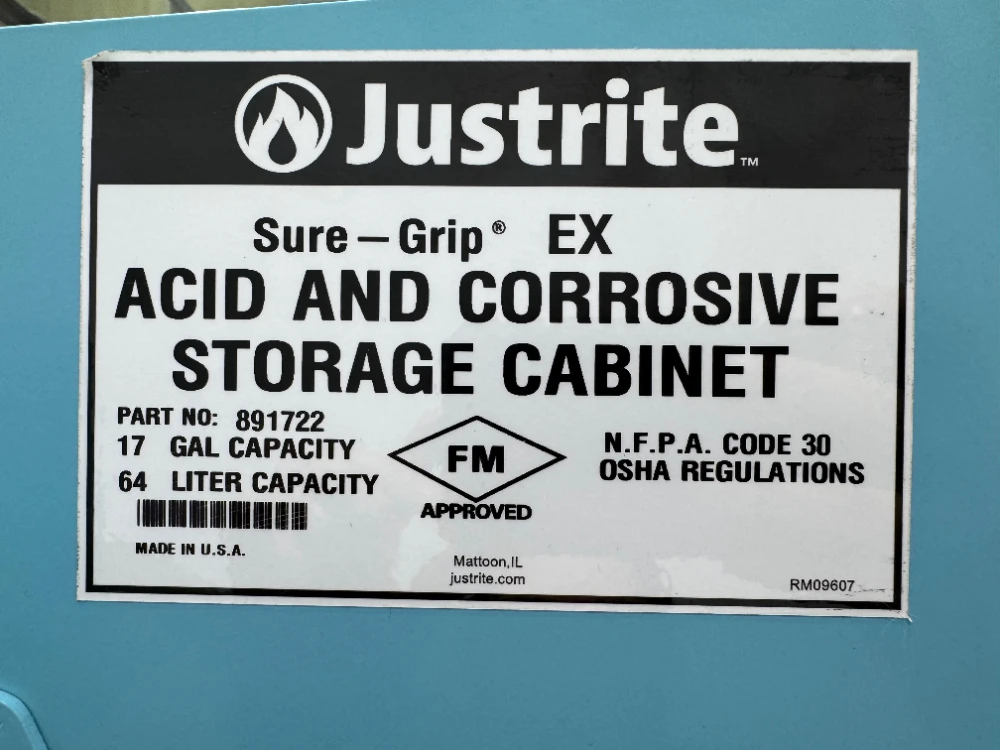 Justrite™
Sure-Grip® EX
ACID AND CORROSIVE
STORAGE CABINET
PART NO: 891722
17 GAL CAPACITY
64 LITER CAPACITY
MADE IN U.S.A.
FM
APPROVED
N.F.P.A. CODE 30
OSHA REGULATIONS
Mattoon,IL
justrite.com
RM09607